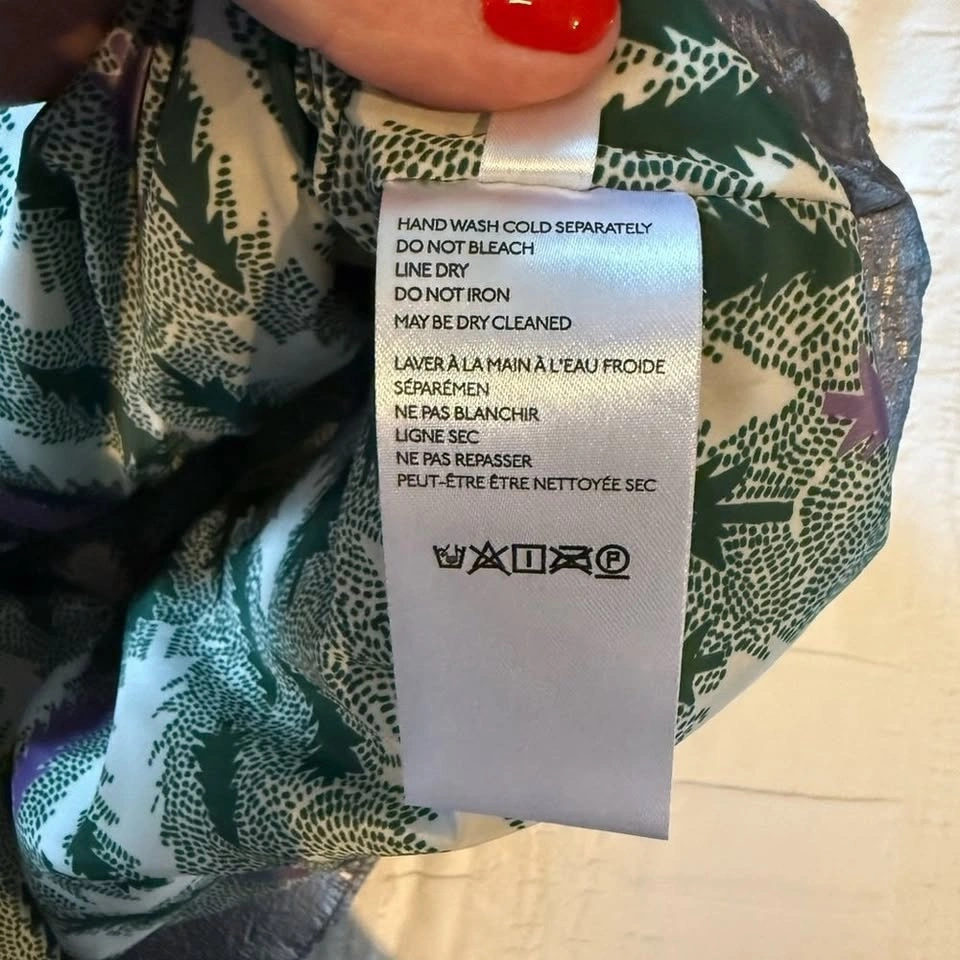 HAND WASH COLD SEPARATELY
DO NOT BLEACH
LINE DRY
DO NOT IRON
MAY BE DRY CLEANED
LAVER À LA MAIN À L'EAU FROIDE
SÉPARÉMEN
NE PAS BLANCHIR
LIGNE SEC
NE PAS REPASSER
PEUT-ÊTRE ÊTRE NETTOYÉE SEC
P